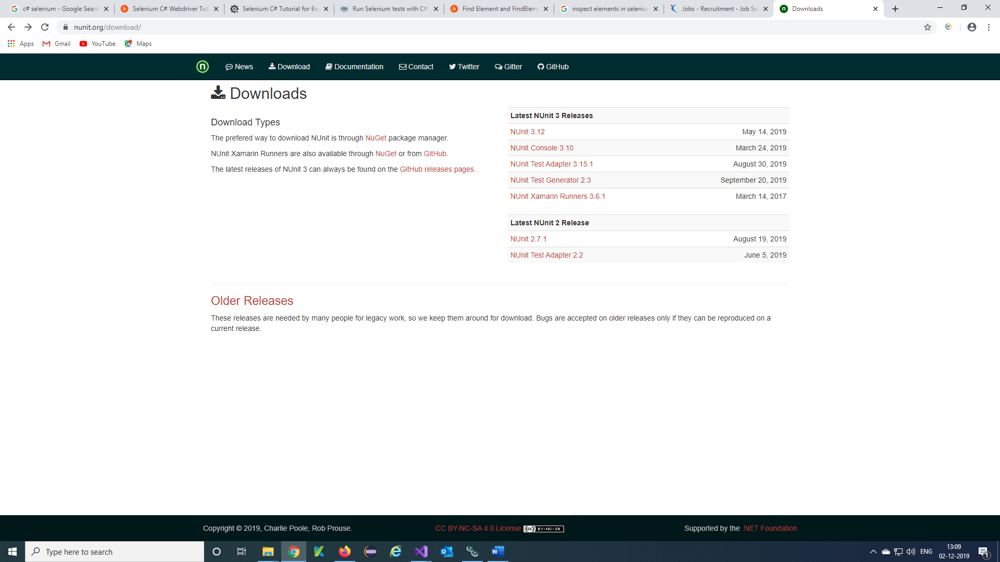 c# selenium - Google Searc
Selenium C# Webdriver Tut
Selenium C# Tutorial for Be
Run Selenium tests with C#
Find Element and FindEleme
inspect elements in selenium
Jobs - Recruitment - Job Se
Downloads
nunit.org/download/
Apps Gmail YouTube Maps
n News Download Documentation Contact Twitter Gitter GitHub
Downloads
Download Types
The prefered way to download NUnit is through NuGet package manager.
NUnit Xamarin Runners are also available through NuGet or from GitHub.
The latest releases of NUnit 3 can always be found on the GitHub releases pages.
Latest NUnit 3 Releases
NUnit 3.12 May 14, 2019
NUnit Console 3.10 March 24, 2019
NUnit Test Adapter 3.15.1 August 30, 2019
NUnit Test Generator 2.3 September 20, 2019
NUnit Xamarin Runners 3.6.1 March 14, 2017
Latest NUnit 2 Release
NUnit 2.7.1 August 19, 2019
NUnit Test Adapter 2.2 June 5, 2019
Older Releases
These releases are needed by many people for legacy work, so we keep them around for download. Bugs are accepted on older releases only if they can be reproduced on a
current release.
Copyright © 2019, Charlie Poole, Rob Prouse. CC BY-NC-SA 4.0 License (cc) BY-NC-SA Supported by the .NET Foundation
Type here to search
ENG
13:09
02-12-2019
1